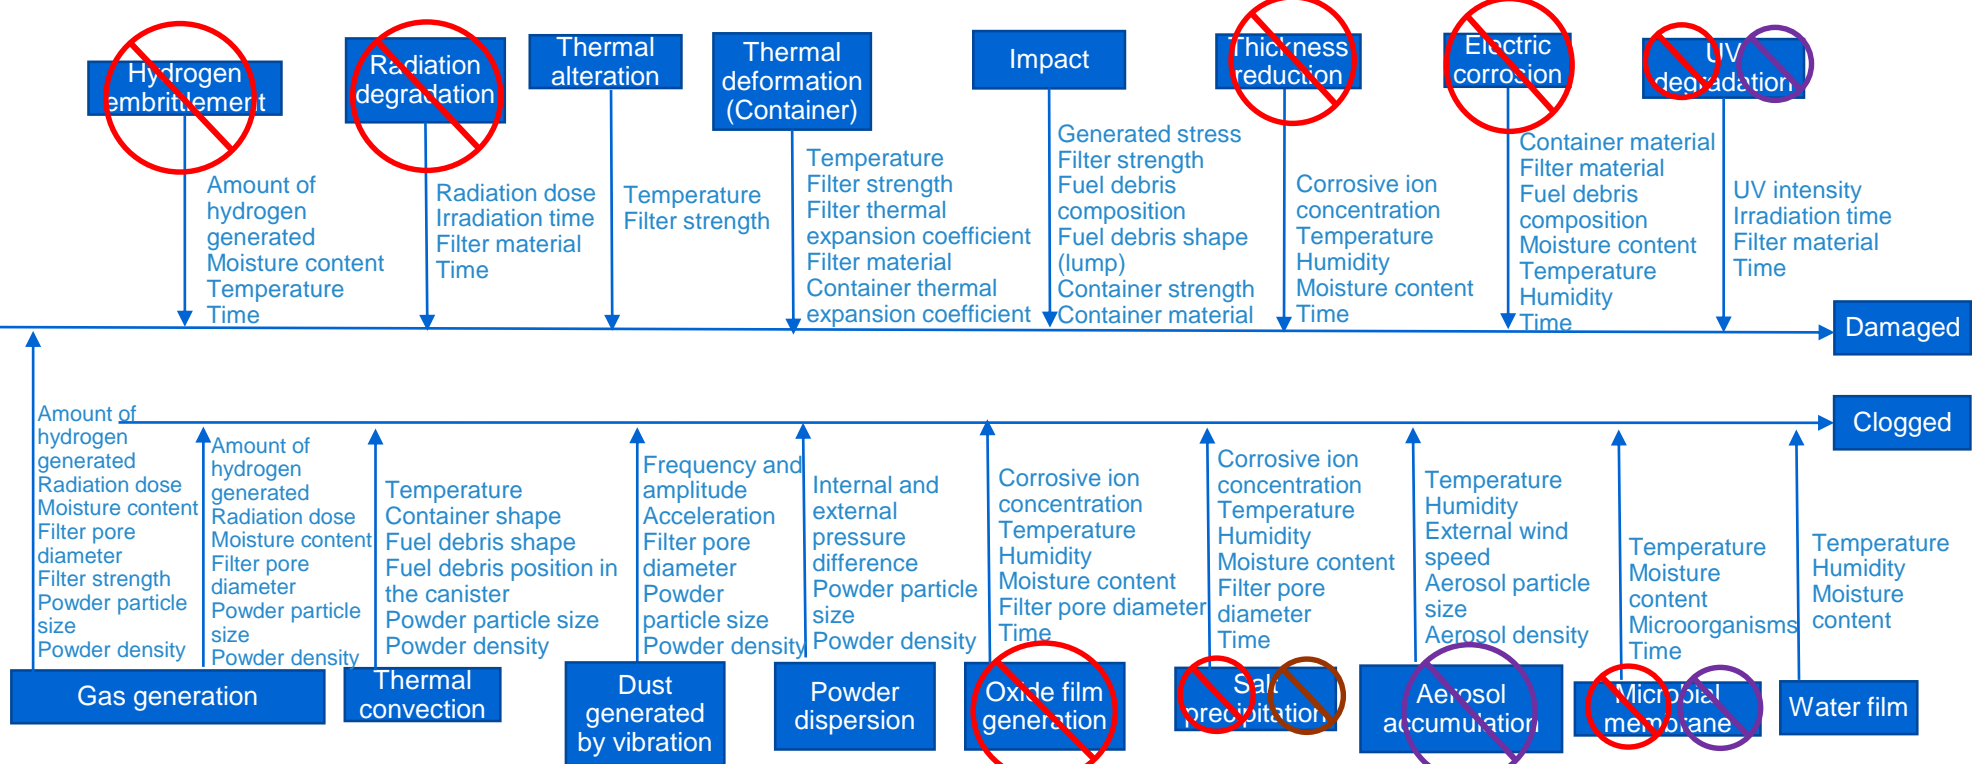 Hydrogen
embrittlement
Radiation
degradation
Thermal
alteration
Thermal
deformation
(Container)
Impact
Thickness
reduction
Electric
corrosion
UV
degradation
Amount of
hydrogen
generated
Moisture content
Temperature
Time
Radiation dose
Irradiation time
Filter material
Time
Temperature
Filter strength
Temperature
Filter strength
Filter thermal
expansion coefficient
Filter material
Container thermal
expansion coefficient
Generated stress
Filter strength
Fuel debris
composition
Fuel debris shape
(lump)
Container strength
Container material
Corrosive ion
concentration
Temperature
Humidity
Moisture content
Time
Container material
Filter material
Fuel debris
composition
Moisture content
Temperature
Humidity
Time
UV intensity
Irradiation time
Filter material
Time
Damaged
Clogged
Amount of
hydrogen
generated
Radiation dose
Moisture content
Filter pore
diameter
Filter strength
Powder particle
size
Powder density
Amount of
hydrogen
generated
Radiation dose
Moisture content
Filter pore
diameter
Powder particle
size
Powder density
Temperature
Container shape
Fuel debris shape
Fuel debris position in
the canister
Powder particle size
Powder density
Frequency and
amplitude
Acceleration
Filter pore
diameter
Powder
particle size
Powder density
Internal and
external
pressure
difference
Powder particle
size
Powder density
Corrosive ion
concentration
Temperature
Humidity
Moisture content
Filter pore diameter
Time
Corrosive ion
concentration
Temperature
Humidity
Moisture content
Filter pore
diameter
Time
Temperature
Humidity
External wind
speed
Aerosol particle
size
Aerosol density
Temperature
Moisture
content
Microorganisms
Time
Temperature
Humidity
Moisture
content
Gas generation
Thermal
convection
Dust
generated
by vibration
Powder
dispersion
Oxide film
generation
Salt
precipitation
Aerosol
accumulation
Microbial
membrane
Water film